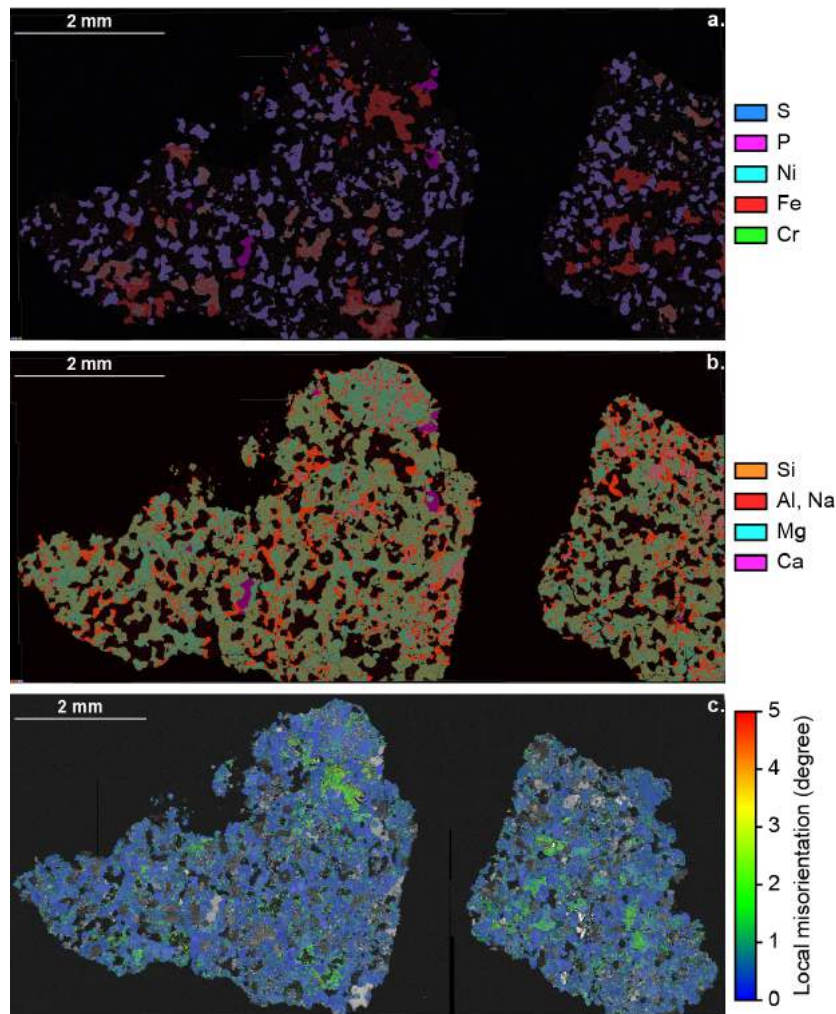 2 mm
a.
S
P
Ni
Fe
Cr
2 mm
b.
Si
Al, Na
Mg
Ca
2 mm
c.
5
4
3
2
1
0
Local misorientation (degree)